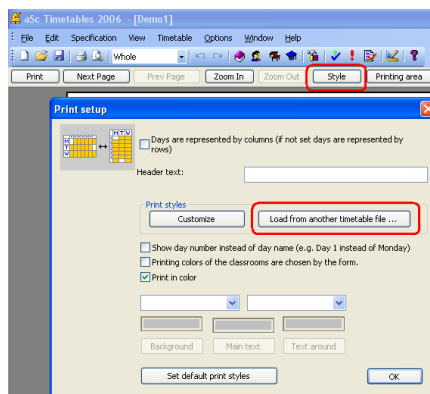 aSc Timetables 2006 - [Demo1]
File Edit Specification View Timetable Options Window Help
Whole
Print Next Page Prev Page Zoom In Zoom Out Style Printing area
Print setup
M T W
M
T
W
Days are represented by columns (if not set days are represented by
rows)
Header text:
Print styles
Customize Load from another timetable file ...
Show day number instead of day name (e.g. Day 1 instead of Monday)
Printing colors of the classrooms are chosen by the form.
Print in color
Background Main text Text around
Set default print styles OK